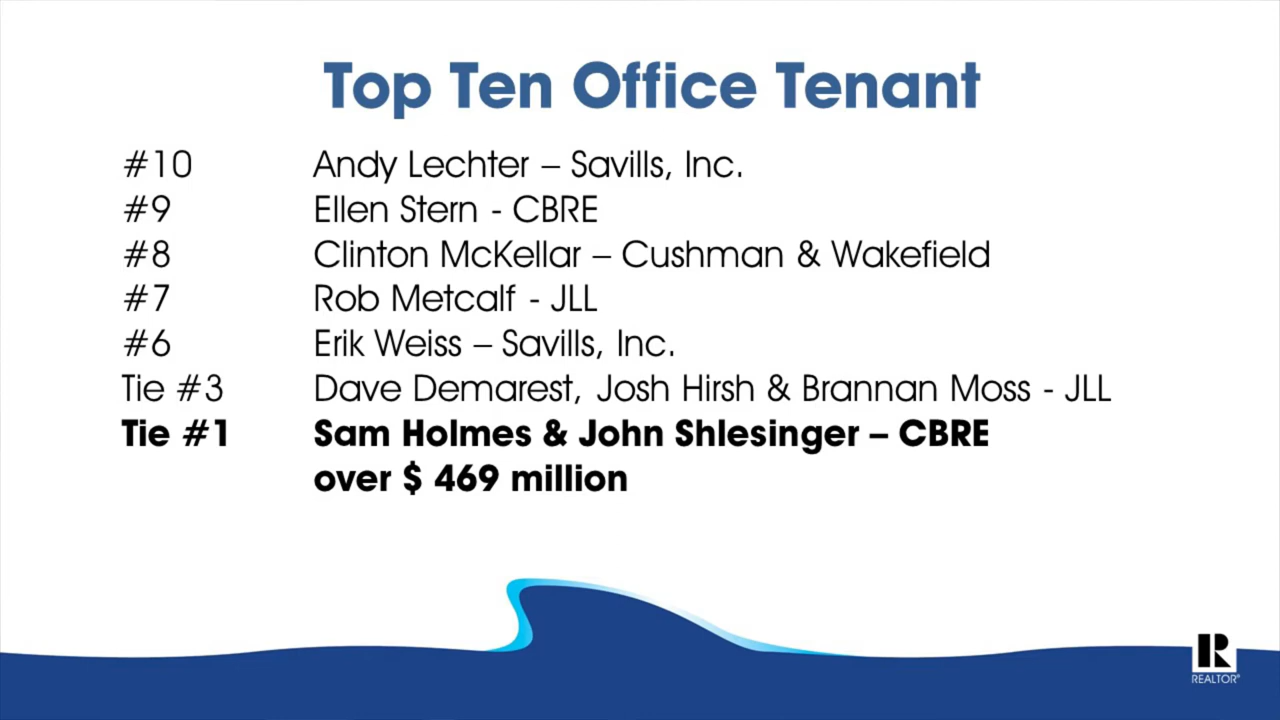 Top Ten Office Tenant
#10 Andy Lechter – Savills, Inc.
#9 Ellen Stern - CBRE
#8 Clinton McKellar – Cushman & Wakefield
#7 Rob Metcalf - JLL
#6 Erik Weiss – Savills, Inc.
Tie #3 Dave Demarest, Josh Hirsh & Brannan Moss - JLL
Tie #1 Sam Holmes & John Shlesinger – CBRE
over $ 469 million
R
REALTOR®